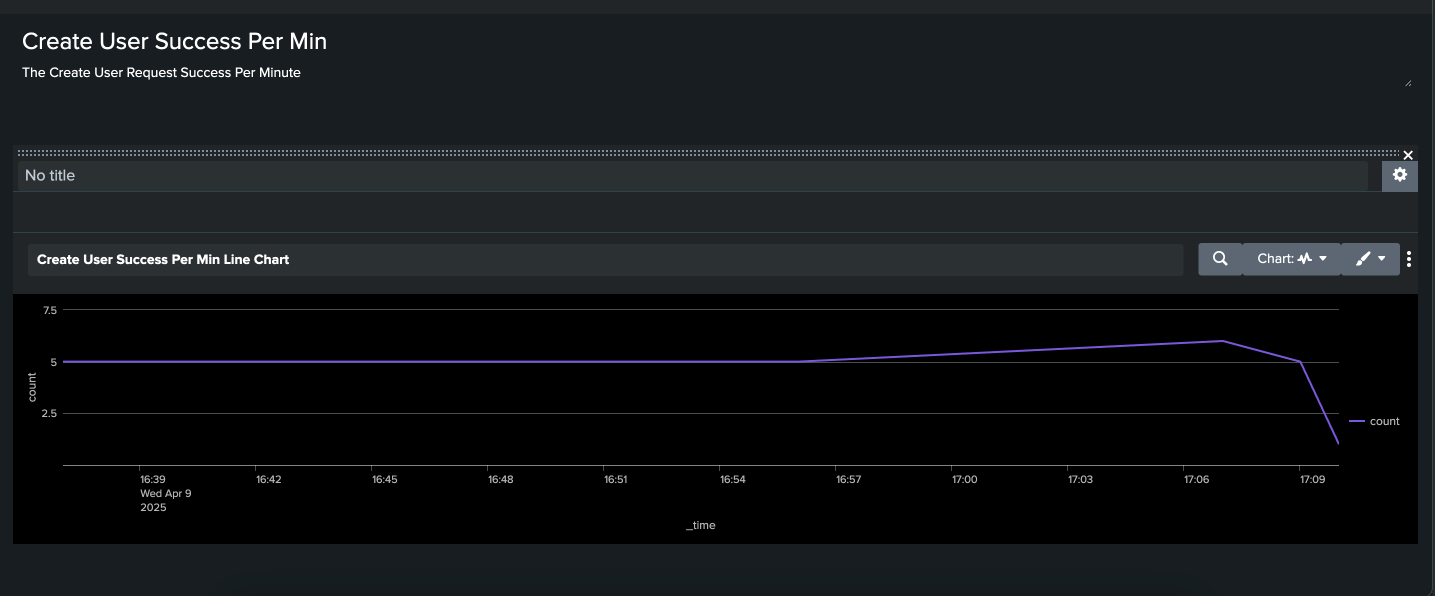 Create User Success Per Min
The Create User Request Success Per Minute
No title
Create User Success Per Min Line Chart
Chart:
7.5
5
2.5
count
count
16:39
Wed Apr 9
2025
16:42
16:45
16:48
16:51
16:54
16:57
17:00
17:03
17:06
17:09
_time